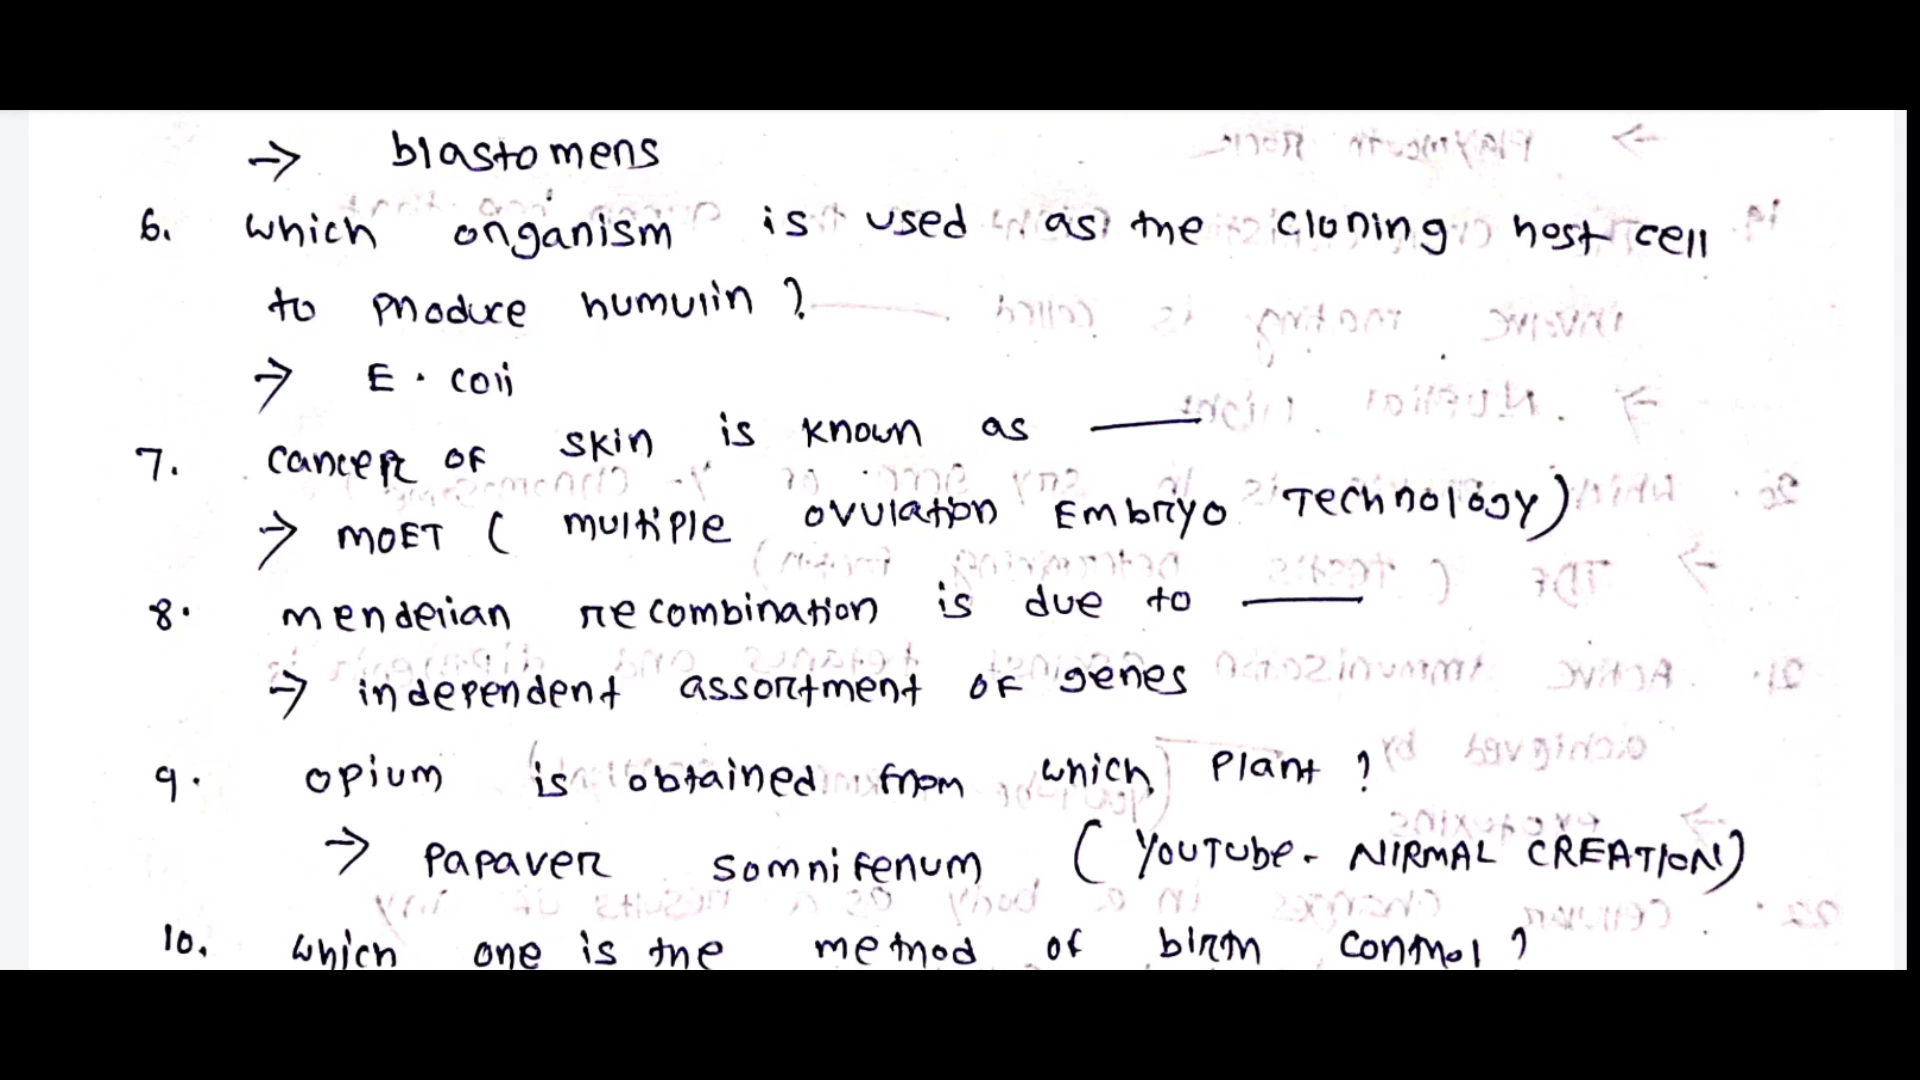 → blastomers
6. which organism is used as the cloning host cell
to produce humulin ?
→ E. coli
7. cancer of skin is known as ___
→ MOET ( multiple ovulation Embryo Technology)
8. mendelian recombination is due to ___
→ independent assortment of genes
9. opium is obtained from which plant ?
→ Papaver somniferum ( YouTube - NIRMAL CREATION)
10. which one is the method of birth control ?